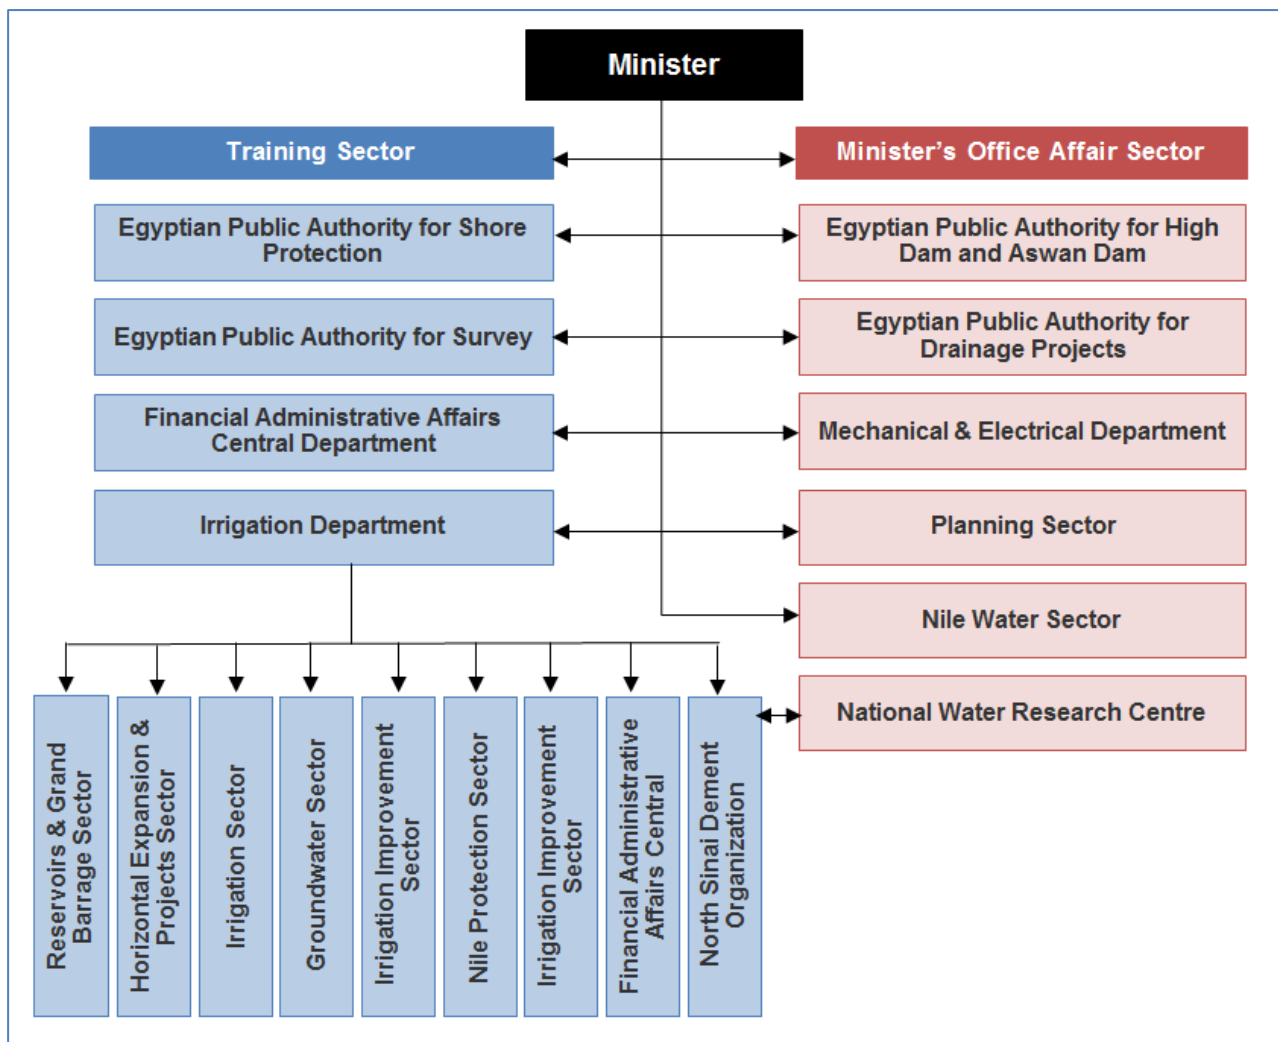 Minister
Training Sector
Minister's Office Affair Sector
Egyptian Public Authority for Shore
Protection
Egyptian Public Authority for High
Dam and Aswan Dam
Egyptian Public Authority for Survey
Egyptian Public Authority for
Drainage Projects
Financial Administrative Affairs
Central Department
Mechanical & Electrical Department
Irrigation Department
Planning Sector
Nile Water Sector
National Water Research Centre
Reservoirs & Grand
Barrage Sector
Horizontal Expansion &
Projects Sector
Irrigation Sector
Groundwater Sector
Irrigation Improvement
Sector
Nile Protection Sector
Irrigation Improvement
Sector
Financial Administrative
Affairs Central
North Sinai Dement
Organization